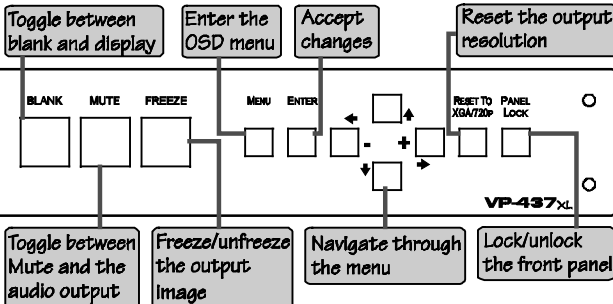 Toggle between
blank and display
Enter the
OSD menu
Accept
changes
Reset the output
resolution
BLANK
MUTE
FREEZE
MENU
ENTER
RESET TO
XGA/720P
PANEL
LOCK
-
+
VP-437XL
Toggle between
Mute and the
audio output
Freeze/unfreeze
the output
Image
Navigate through
the menu
Lock/unlock
the front panel